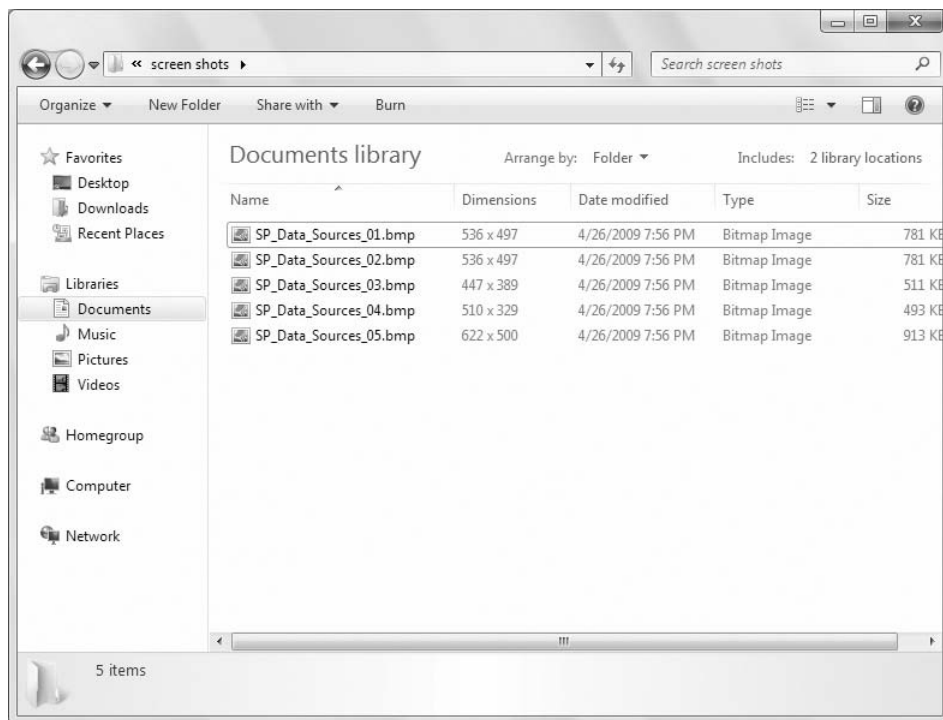 « screen shots
Search screen shots
Organize New Folder Share with Burn
Favorites
Desktop
Downloads
Recent Places
Libraries
Documents
Music
Pictures
Videos
Homegroup
Computer
Network
Documents library
Arrange by: Folder Includes: 2 library locations
Name Dimensions Date modified Type Size
SP_Data_Sources_01.bmp 536 x 497 4/26/2009 7:56 PM Bitmap Image 781 KB
SP_Data_Sources_02.bmp 536 x 497 4/26/2009 7:56 PM Bitmap Image 781 KB
SP_Data_Sources_03.bmp 447 x 389 4/26/2009 7:56 PM Bitmap Image 511 KB
SP_Data_Sources_04.bmp 510 x 329 4/26/2009 7:56 PM Bitmap Image 493 KB
SP_Data_Sources_05.bmp 622 x 500 4/26/2009 7:56 PM Bitmap Image 913 KB
5 items